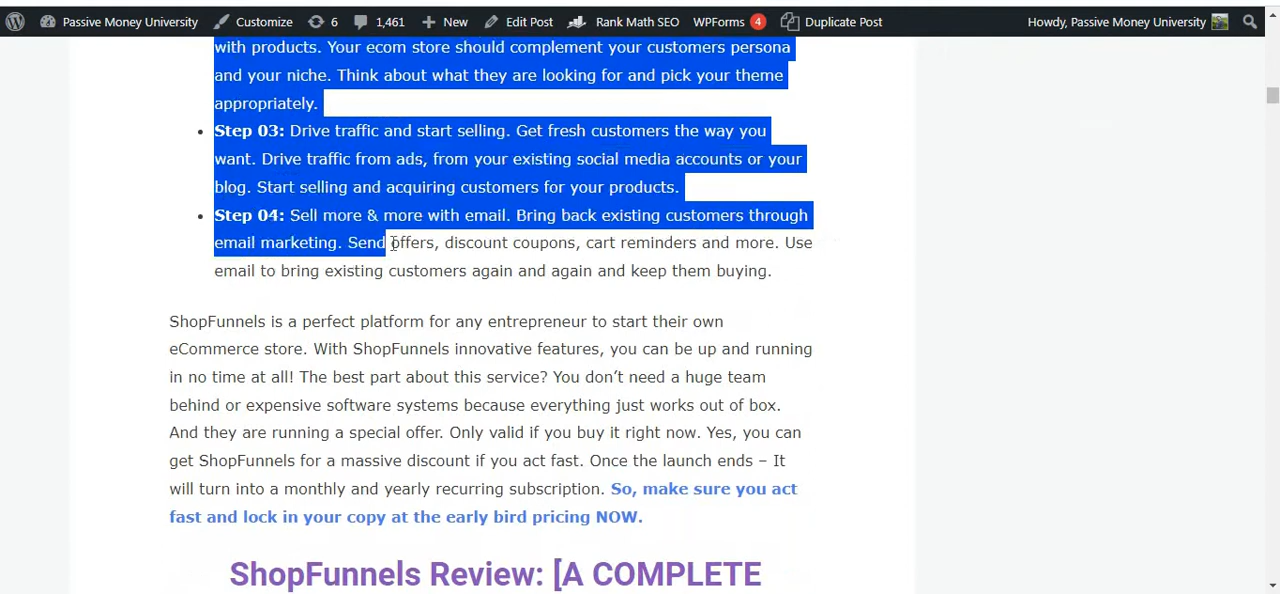 Passive Money University Customize 6 1,461 New Edit Post Rank Math SEO WPForms 4 Duplicate Post Howdy, Passive Money University
with products. Your ecom store should complement your customers persona
and your niche. Think about what they are looking for and pick your theme
appropriately.
• Step 03: Drive traffic and start selling. Get fresh customers the way you
want. Drive traffic from ads, from your existing social media accounts or your
blog. Start selling and acquiring customers for your products.
• Step 04: Sell more & more with email. Bring back existing customers through
email marketing. Send offers, discount coupons, cart reminders and more. Use
email to bring existing customers again and again and keep them buying.
ShopFunnels is a perfect platform for any entrepreneur to start their own
eCommerce store. With ShopFunnels innovative features, you can be up and running
in no time at all! The best part about this service? You don’t need a huge team
behind or expensive software systems because everything just works out of box.
And they are running a special offer. Only valid if you buy it right now. Yes, you can
get ShopFunnels for a massive discount if you act fast. Once the launch ends – It
will turn into a monthly and yearly recurring subscription. So, make sure you act
fast and lock in your copy at the early bird pricing NOW.
ShopFunnels Review: [A COMPLETE